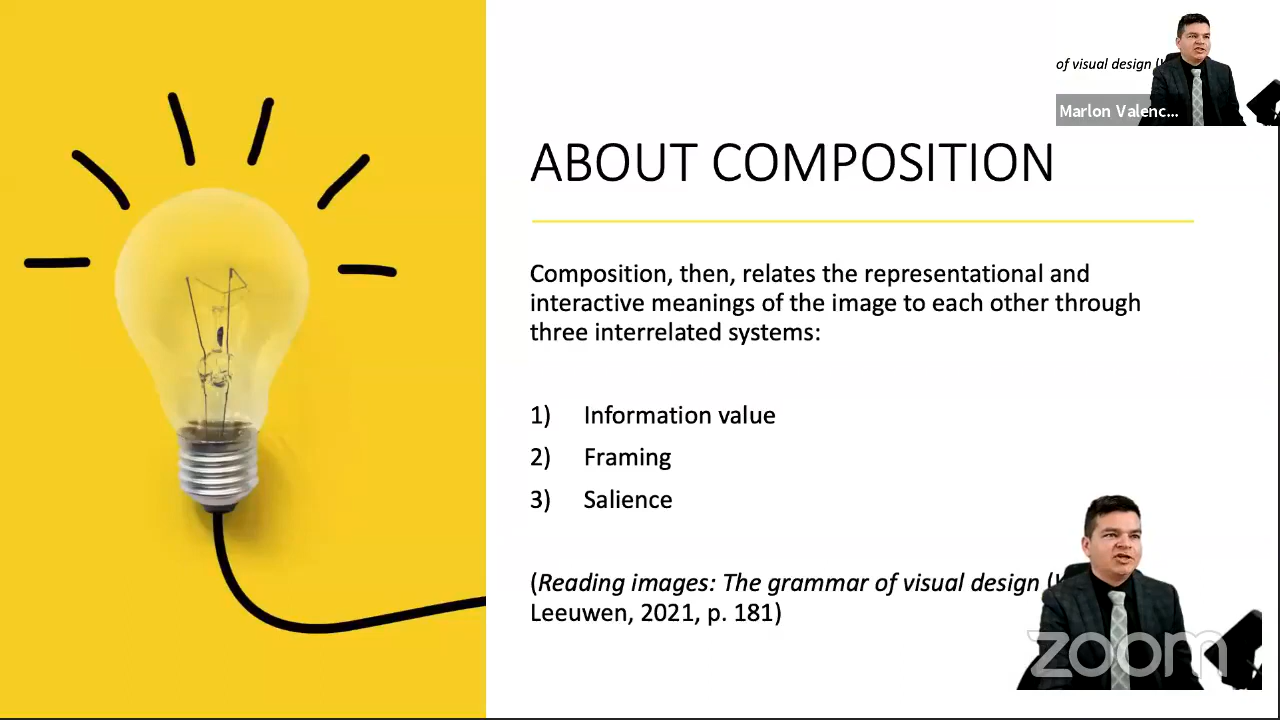 of visual design (
Marlon Valenc...
ABOUT COMPOSITION
Composition, then, relates the representational and
interactive meanings of the image to each other through
three interrelated systems:
1) Information value
2) Framing
3) Salience
(Reading images: The grammar of visual design (
Leeuwen, 2021, p. 181)
zoom